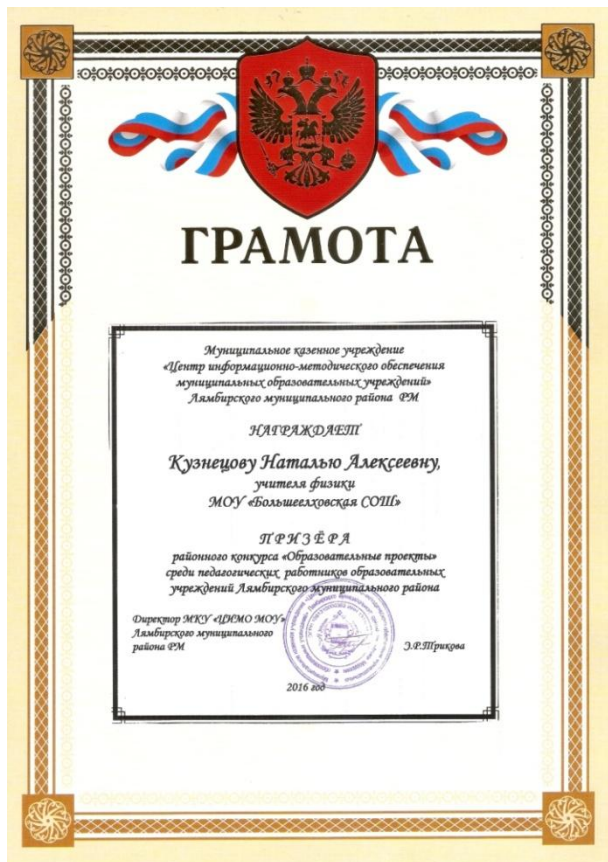 ГРАМОТА
Муниципальное казенное учреждение
«Центр информационно-методического обеспечения
муниципальных образовательных учреждений»
Лямбирского муниципального района РМ
НАГРАЖДАЕТ
Кузнецову Наталью Алексеевну,
учителя физики
МОУ «Большеелховская СОШ»
ПРИЗЁРА
районного конкурса «Образовательные проекты»
среди педагогических работников образовательных
учреждений Лямбирского муниципального района
Директор МКУ «ЦИМО МОУ»
Лямбирского муниципального
района РМ
Э.Р.Трикова
2016 год